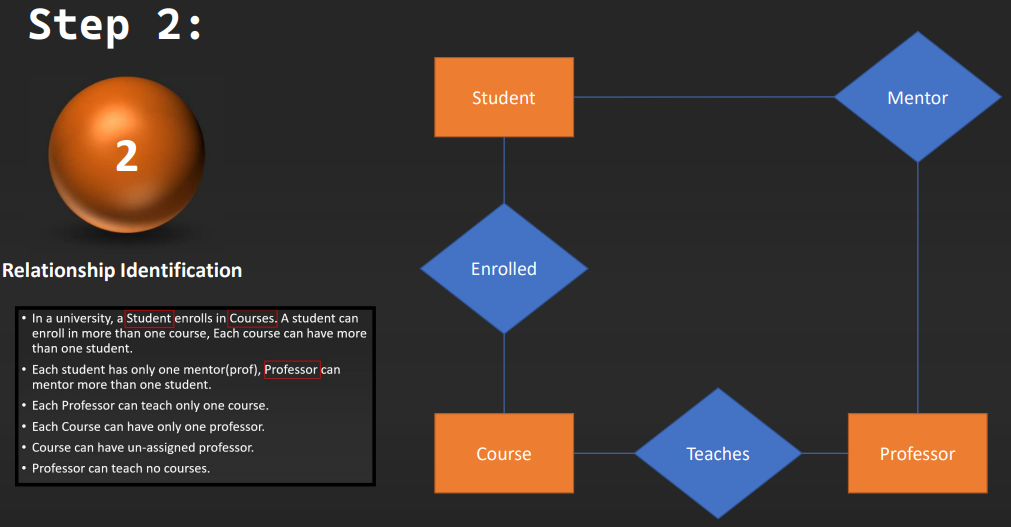 Step 2:
2
Relationship Identification
• In a university, a Student enrolls in Courses. A student can
enroll in more than one course, Each course can have more
than one student.
• Each student has only one mentor(prof), Professor can
mentor more than one student.
• Each Professor can teach only one course.
• Each Course can have only one professor.
• Course can have un-assigned professor.
• Professor can teach no courses.
Student
Mentor
Enrolled
Course
Teaches
Professor